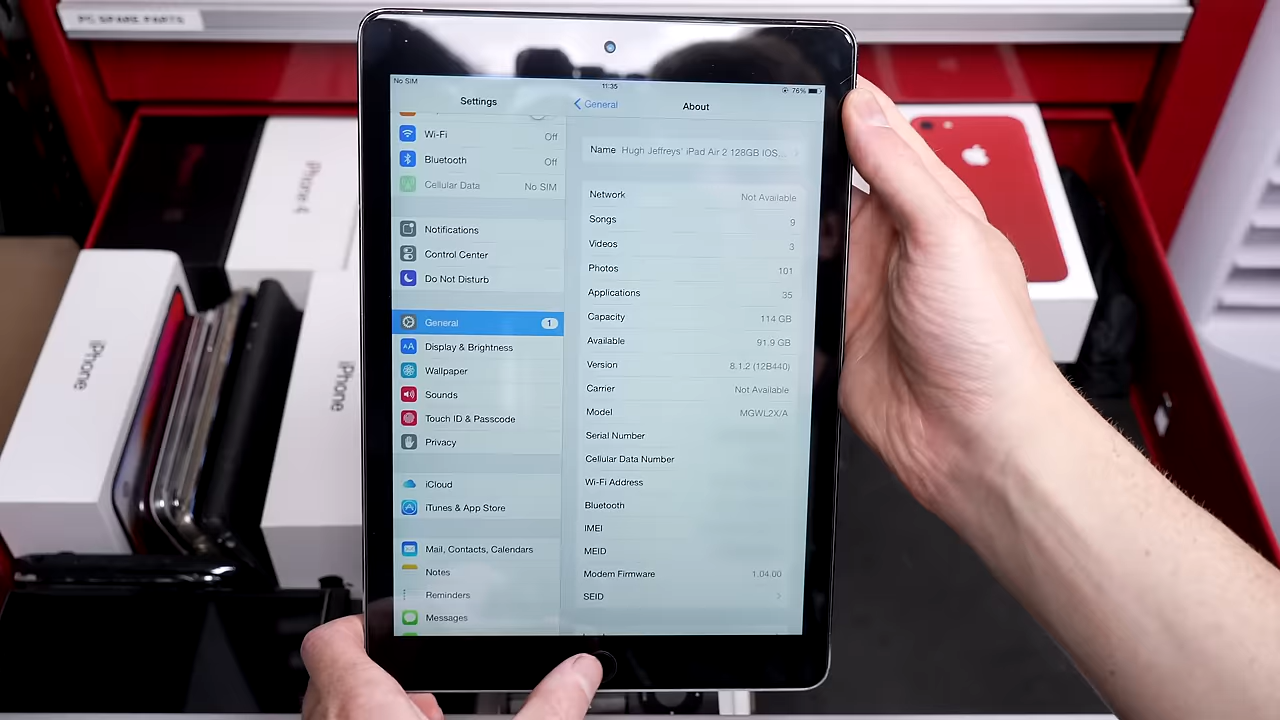 PC SPARE PARTS
No SIM
11:35
76%
Settings
General
About
Wi-Fi
Off
Bluetooth
Off
Cellular Data
No SIM
Notifications
Control Center
Do Not Disturb
General
1
Display & Brightness
Wallpaper
Sounds
Touch ID & Passcode
Privacy
iCloud
iTunes & App Store
Mail, Contacts, Calendars
Notes
Reminders
Messages
Name Hugh Jeffreys' iPad Air 2 128GB IOS...
Network Not Available
Songs 9
Videos 3
Photos 101
Applications 35
Capacity 114 GB
Available 91.9 GB
Version 8.1.2 (12B440)
Carrier Not Available
Model MGWL2X/A
Serial Number
Cellular Data Number
Wi-Fi Address
Bluetooth
IMEI
MEID
Modem Firmware 1.04.00
SEID
iPhone
iPhone